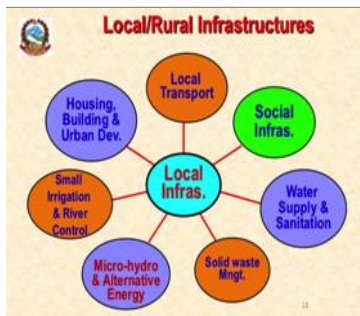 Local/Rural Infrastructures
Local
Transport
Housing,
Building &
Urban Dev.
Social
Infras.
Local
Infras.
Small
Irrigation
& River
Control
Water
Supply &
Sanitation
Micro-hydro
& Alternative
Energy
Solid waste
Mngt.
18